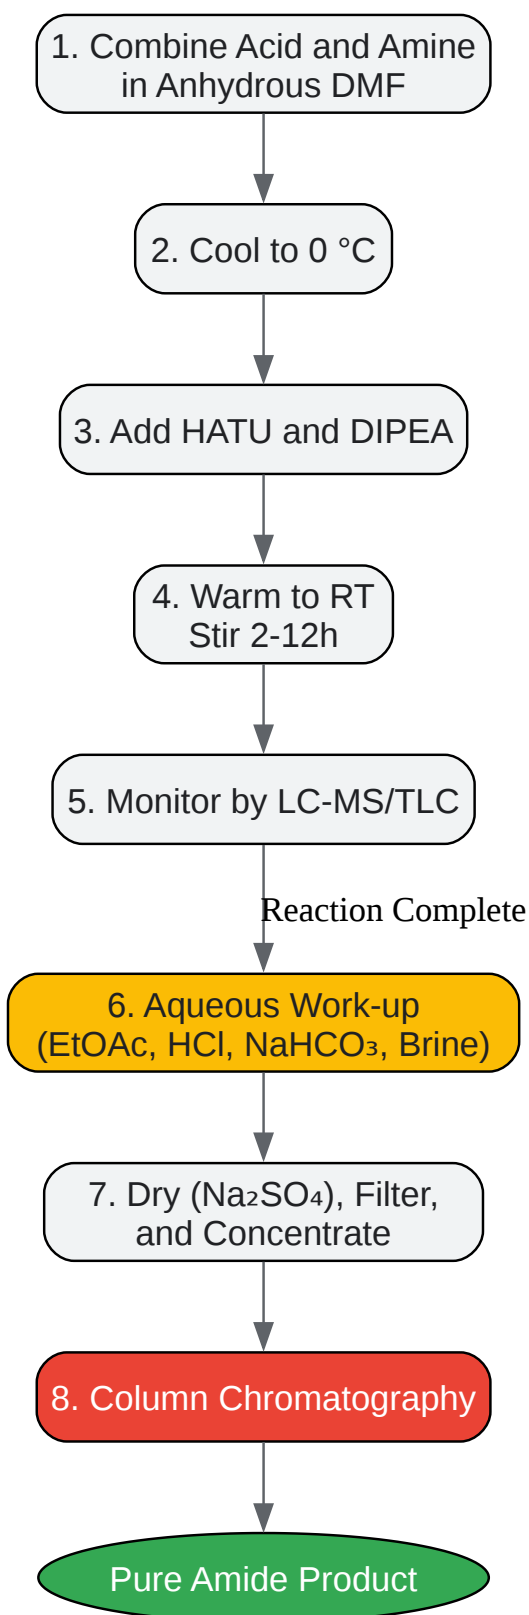 1. Combine Acid and Amine
in Anhydrous DMF
2. Cool to 0 °C
3. Add HATU and DIPEA
4. Warm to RT
Stir 2-12h
5. Monitor by LC-MS/TLC
Reaction Complete
6. Aqueous Work-up
(EtOAc, HCl, NaHCO₃, Brine)
7. Dry (Na₂SO₄), Filter,
and Concentrate
8. Column Chromatography
Pure Amide Product